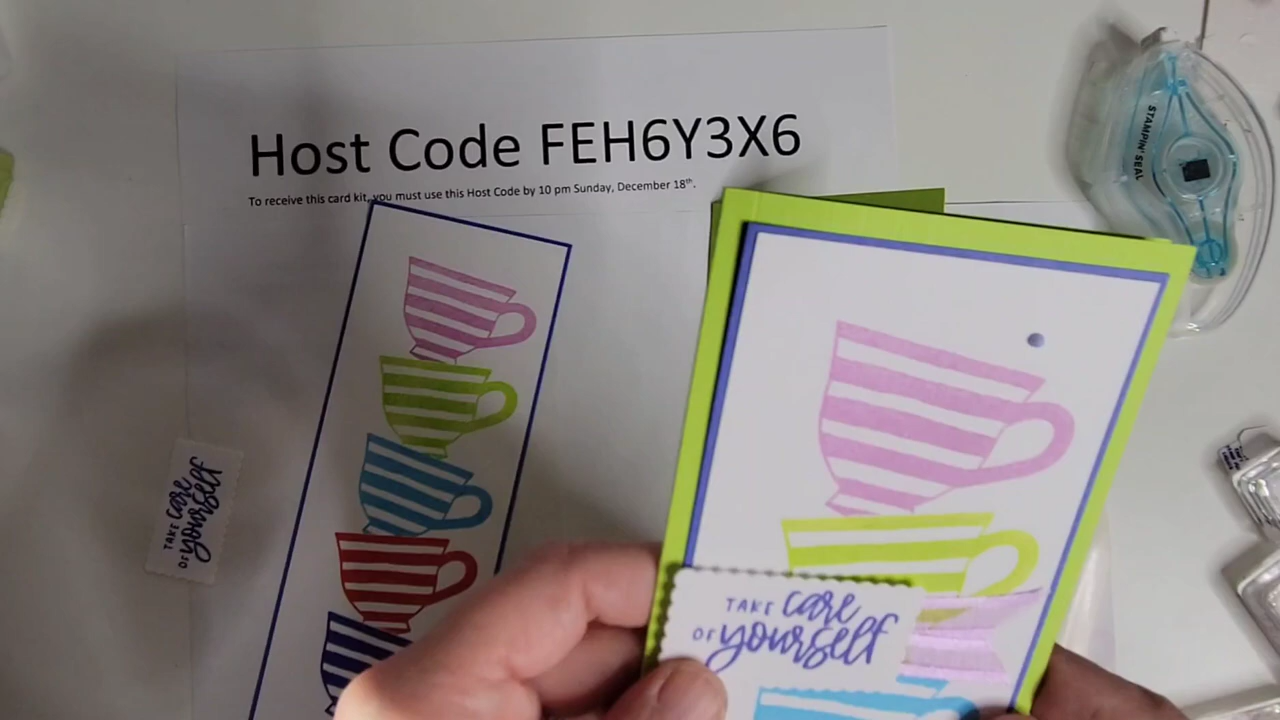 Host Code FEH6Y3X6
To receive this card kit, you must use this Host Code by 10 pm Sunday, December 18th.
STAMPIN' SEAL
TAKE care
OF yourself
TAKE care
OF yourself